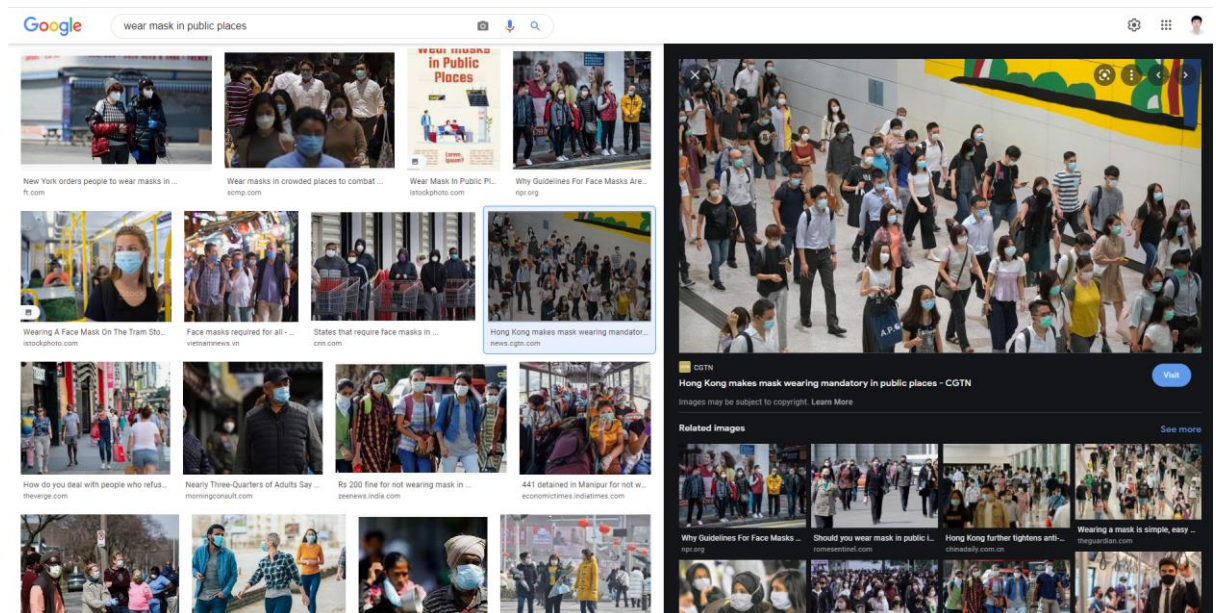 Google
wear mask in public places
wear masks
in Public
Places
Lorem
Ipsum?
New York orders people to wear masks in ...
ft.com
Wear masks in crowded places to combat ...
scmp.com
Wear Mask In Public Pl...
istockphoto.com
Why Guidelines For Face Masks Are...
npr.org
Wearing A Face Mask On The Tram Sto...
istockphoto.com
Face masks required for all - ...
vietnamnews.vn
States that require face masks in ...
cnn.com
Hong Kong makes mask wearing mandator...
news.cgtn.com
How do you deal with people who refus...
theverge.com
Nearly Three-Quarters of Adults Say ...
morningconsult.com
Rs 200 fine for not wearing mask in ...
zeenews.india.com
441 detained in Manipur for not w...
economictimes.indiatimes.com
A.P.C
CGTN
Hong Kong makes mask wearing mandatory in public places - CGTN
Visit
Images may be subject to copyright. Learn More
Related images
See more
Why Guidelines For Face Masks ...
npr.org
Should you wear mask in public i...
romesentinel.com
Hong Kong further tightens anti-...
chinadaily.com.cn
Wearing a mask is simple, easy ...
theguardian.com